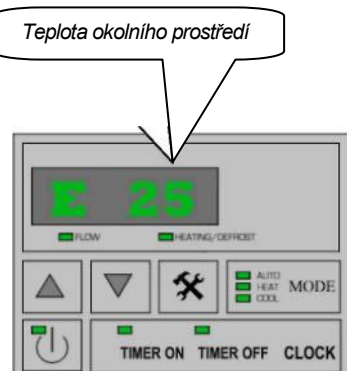 Teplota okolního prostředí
E 25
FLOW HEATING/DEFROST
AUTO
HEAT MODE
COOL
TIMER ON TIMER OFF CLOCK